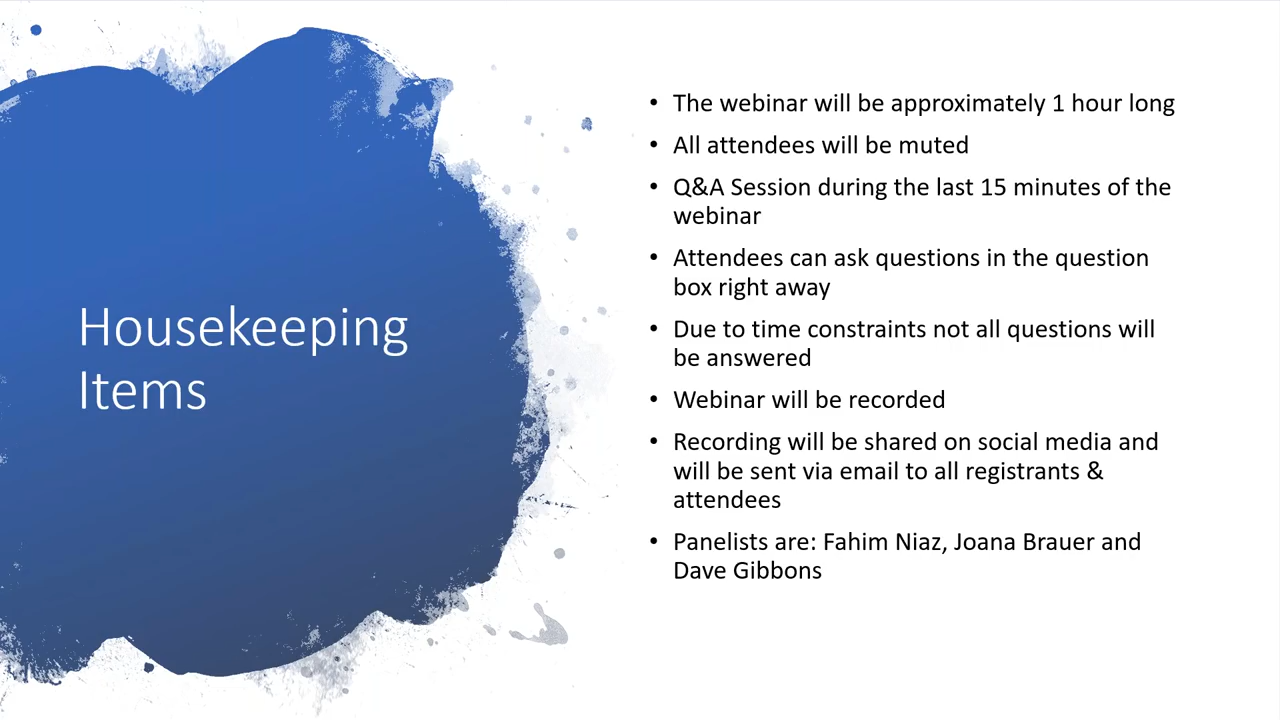 Housekeeping
Items
• The webinar will be approximately 1 hour long
• All attendees will be muted
• Q&A Session during the last 15 minutes of the
webinar
• Attendees can ask questions in the question
box right away
• Due to time constraints not all questions will
be answered
• Webinar will be recorded
• Recording will be shared on social media and
will be sent via email to all registrants &
attendees
• Panelists are: Fahim Niaz, Joana Brauer and
Dave Gibbons